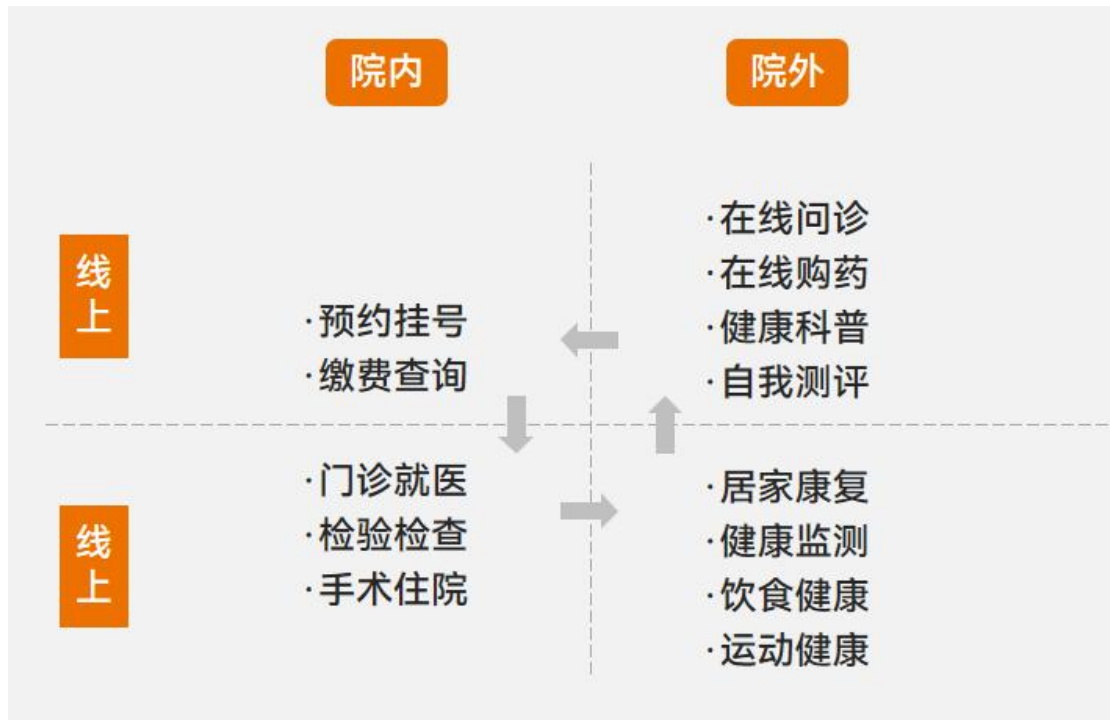 院内
院外
线上
·预约挂号
·缴费查询
·在线问诊
·在线购药
·健康科普
·自我测评
线上
·门诊就医
·检验检查
·手术住院
·居家康复
·健康监测
·饮食健康
·运动健康